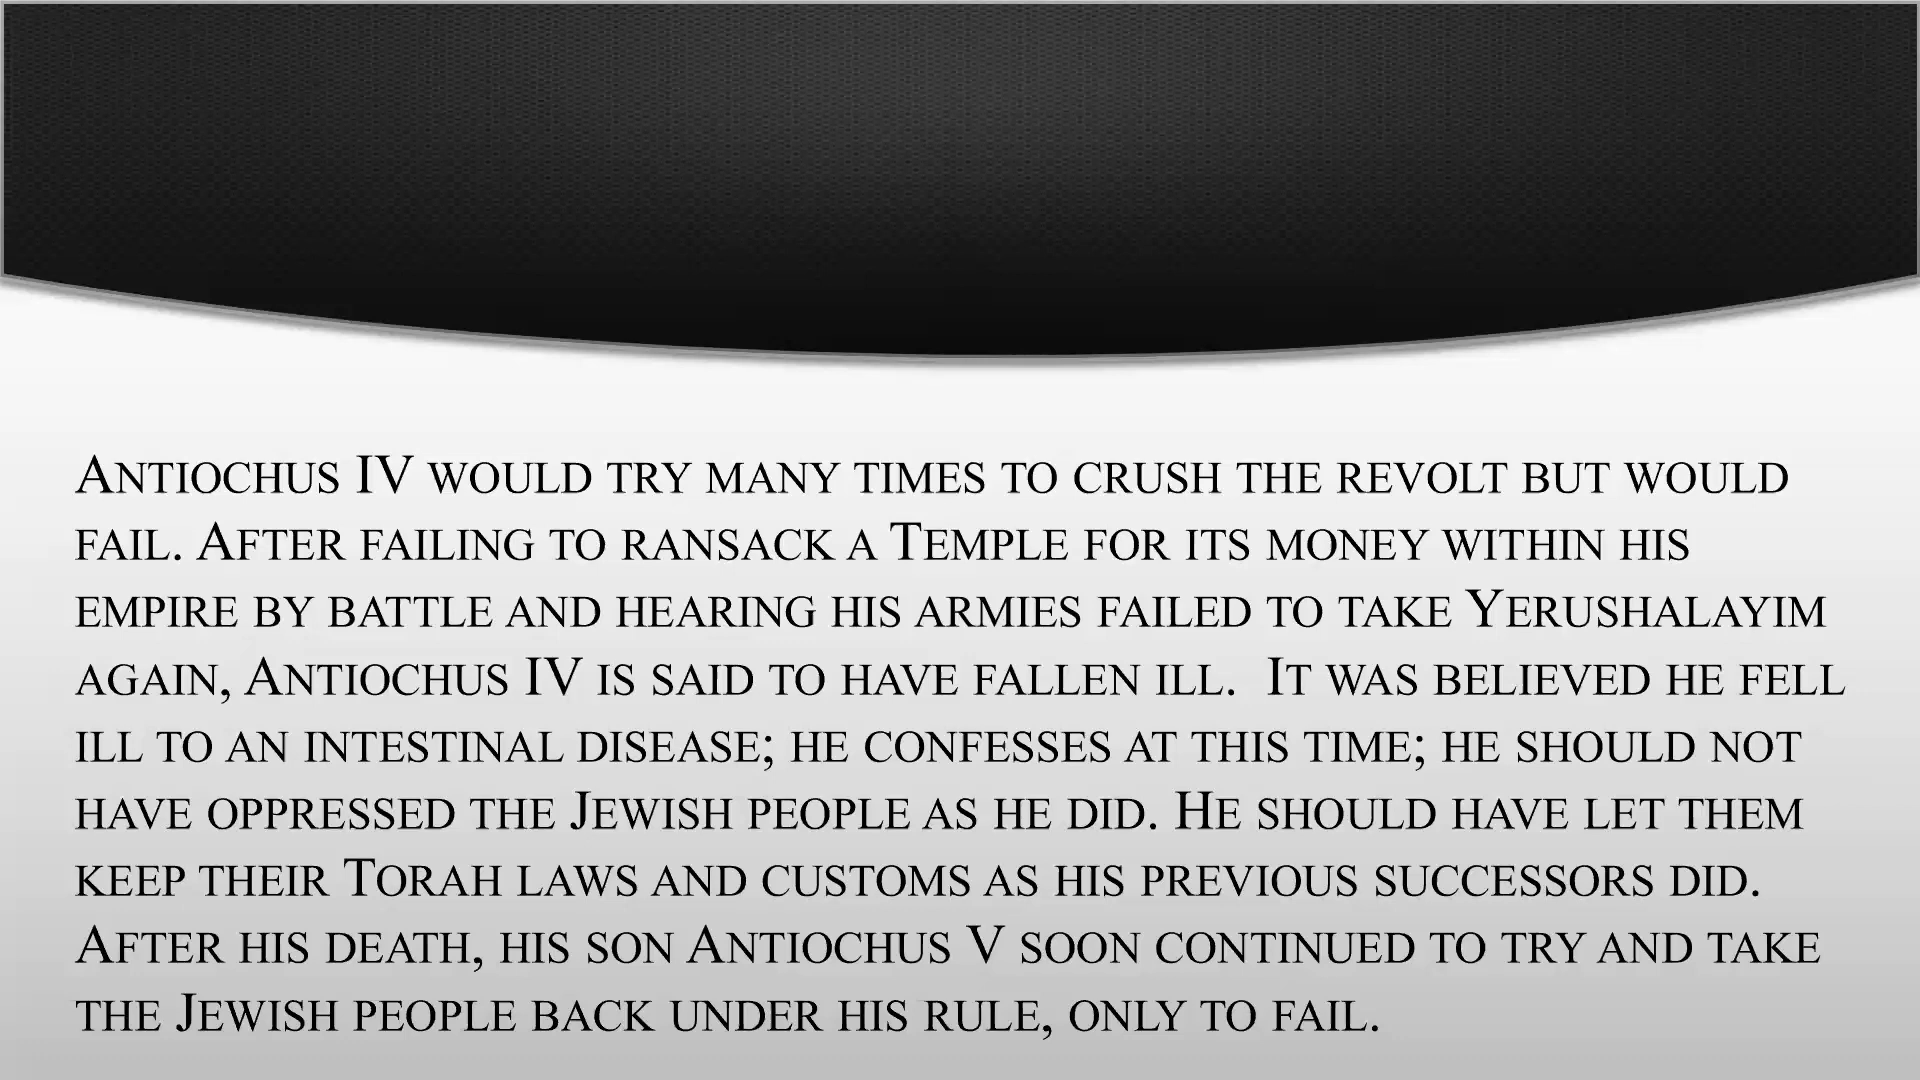 Antiochus IV would try many times to crush the revolt but would
fail. After failing to ransack a Temple for its money within his
empire by battle and hearing his armies failed to take Yerushalayim
again, Antiochus IV is said to have fallen ill.  It was believed he fell
ill to an intestinal disease; he confesses at this time; he should not
have oppressed the Jewish people as he did. He should have let them
keep their Torah laws and customs as his previous successors did.
After his death, his son Antiochus V soon continued to try and take
the Jewish people back under his rule, only to fail.